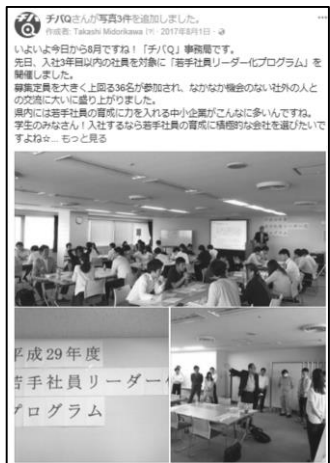 チバQさんが写真3件を追加しました。
作成者: Takashi Midorikawa (?) · 2017年8月1日 ·
いよいよ今日から8月ですね！「チバQ」事務局です。
先日、入社3年目以内の社員を対象に「若手社員リーダー化プログラム」を
開催しました。
募集定員を大きく上回る36名が参加され、なかなか機会のない社外の人と
の交流に大いに盛り上がりました。
県内には若手社員の育成に力を入れる中小企業がこんなに多いんですね。
学生のみなさん！入社するなら若手社員の育成に積極的な会社を選びたいで
すよね☆... もっと見る
平成29年度
若手社員リーダー
プログラム